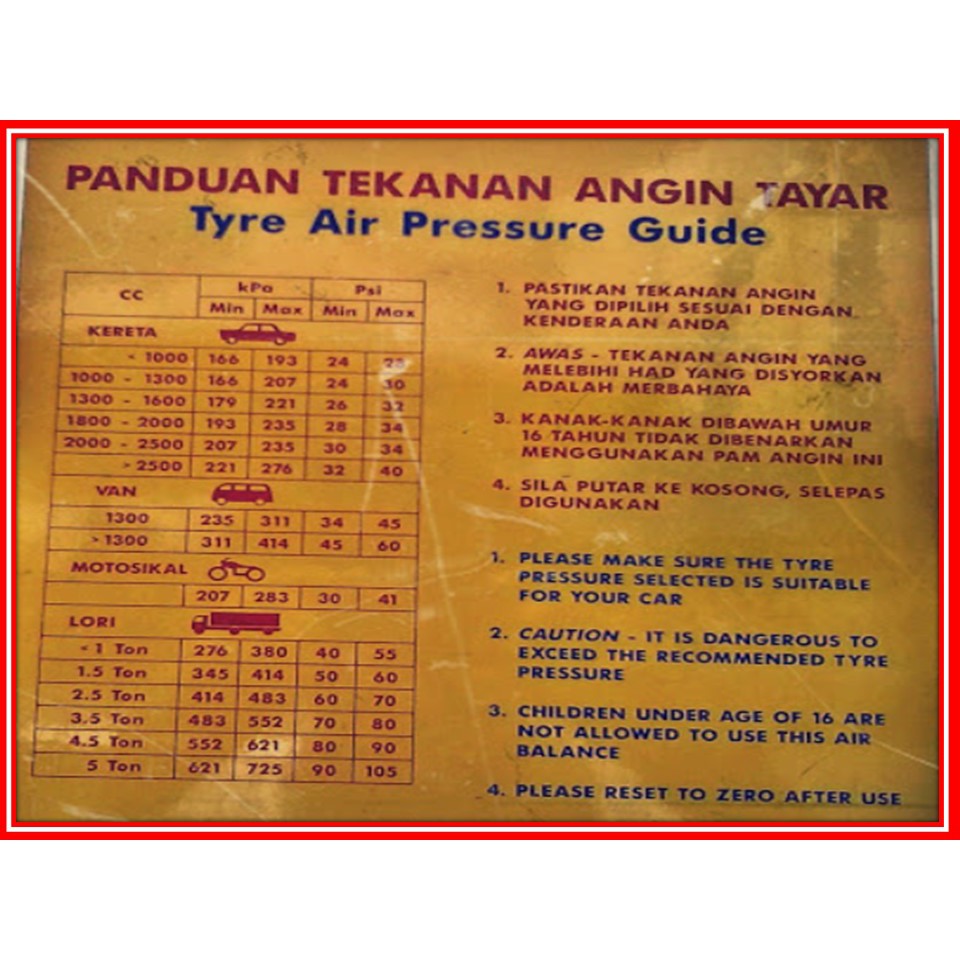 PANDUAN TEKANAN ANGIN TAYAR
Tyre Air Pressure Guide
CC kPa Psi
Min Max Min Max
KERETA
< 1000 166 193 24 28
1000 - 1300 166 207 24 30
1300 - 1600 179 221 26 32
1800 - 2000 193 235 28 34
2000 - 2500 207 235 30 34
> 2500 221 276 32 40
VAN
1300 235 311 34 45
> 1300 311 414 45 60
MOTOSIKAL
207 283 30 41
LORI
< 1 Ton 276 380 40 55
1.5 Ton 345 414 50 60
2.5 Ton 414 483 60 70
3.5 Ton 483 552 70 80
4.5 Ton 552 621 80 90
5 Ton 621 725 90 105
1. PASTIKAN TEKANAN ANGIN
YANG DIPILIH SESUAI DENGAN
KENDERAAN ANDA
2. AWAS - TEKANAN ANGIN YANG
MELEBIHI HAD YANG DISYORKAN
ADALAH MERBAHAYA
3. KANAK-KANAK DIBAWAH UMUR
16 TAHUN TIDAK DIBENARKAN
MENGGUNAKAN PAM ANGIN INI
4. SILA PUTAR KE KOSONG, SELEPAS
DIGUNAKAN
1. PLEASE MAKE SURE THE TYRE
PRESSURE SELECTED IS SUITABLE
FOR YOUR CAR
2. CAUTION - IT IS DANGEROUS TO
EXCEED THE RECOMMENDED TYRE
PRESSURE
3. CHILDREN UNDER AGE OF 16 ARE
NOT ALLOWED TO USE THIS AIR
BALANCE
4. PLEASE RESET TO ZERO AFTER USE